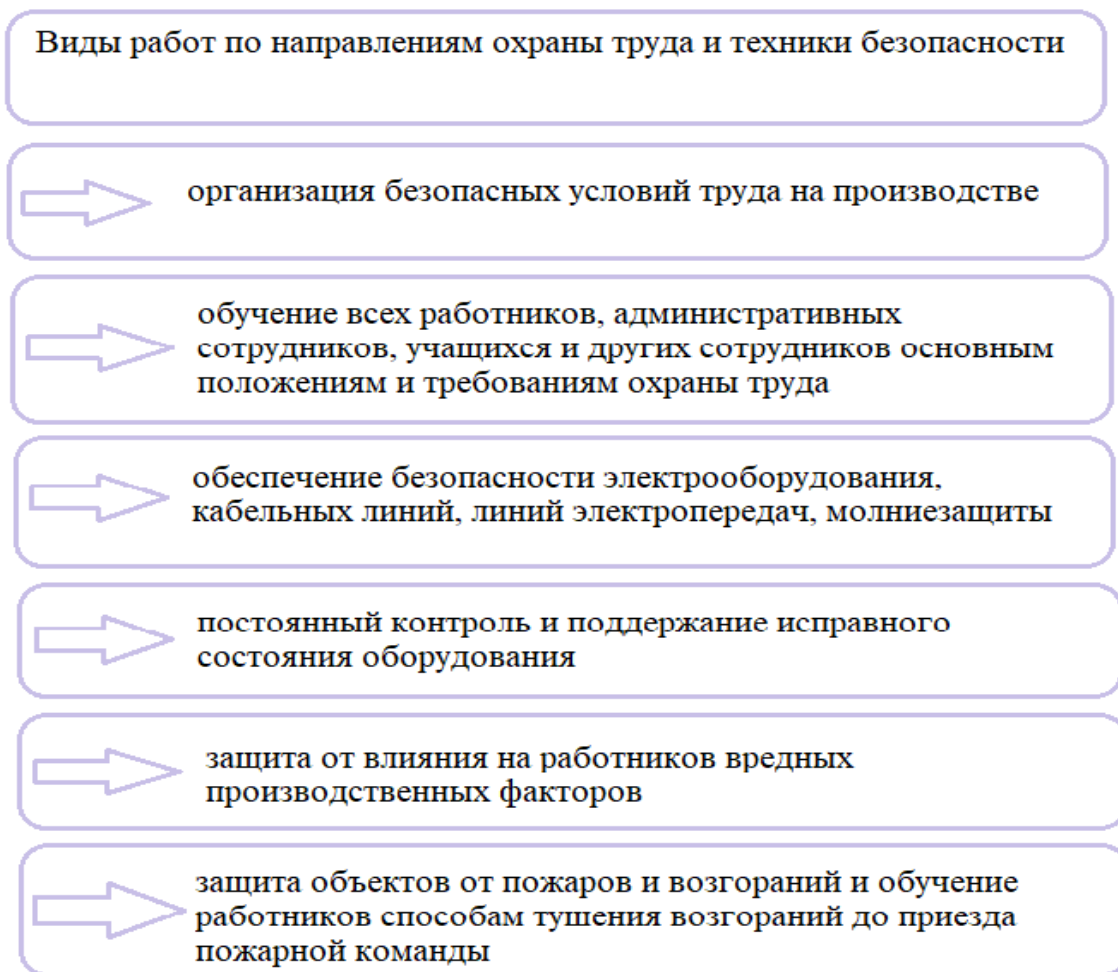 Виды работ по направлениям охраны труда и техники безопасности
организация безопасных условий труда на производстве
обучение всех работников, административных
сотрудников, учащихся и других сотрудников основным
положениям и требованиям охраны труда
обеспечение безопасности электрооборудования,
кабельных линий, линий электропередач, молниезащиты
постоянный контроль и поддержание исправного
состояния оборудования
защита от влияния на работников вредных
производственных факторов
защита объектов от пожаров и возгораний и обучение
работников способам тушения возгораний до приезда
пожарной команды